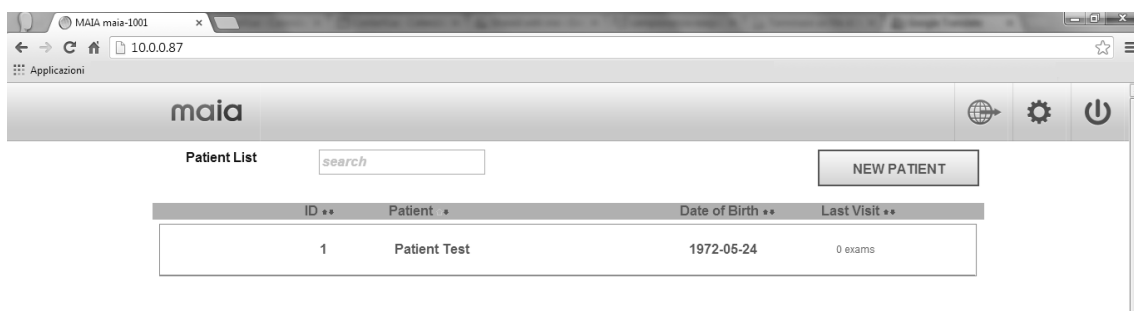 MAIA maia-1001
10.0.0.87
Applicazioni
maia
Patient List
search
NEW PATIENT
ID Patient Date of Birth Last Visit
1 Patient Test 1972-05-24 0 exams